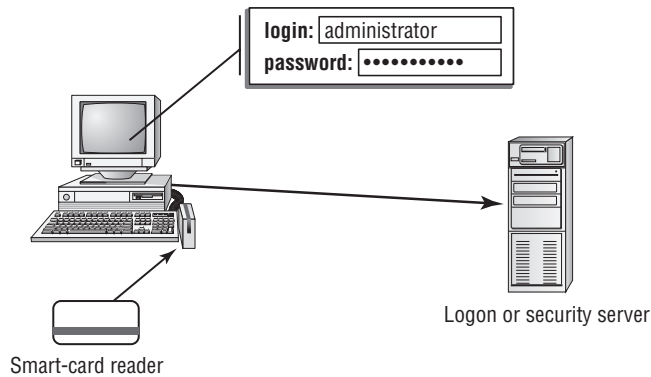 login: administrator
password: •••••••••••
Logon or security server
Smart-card reader